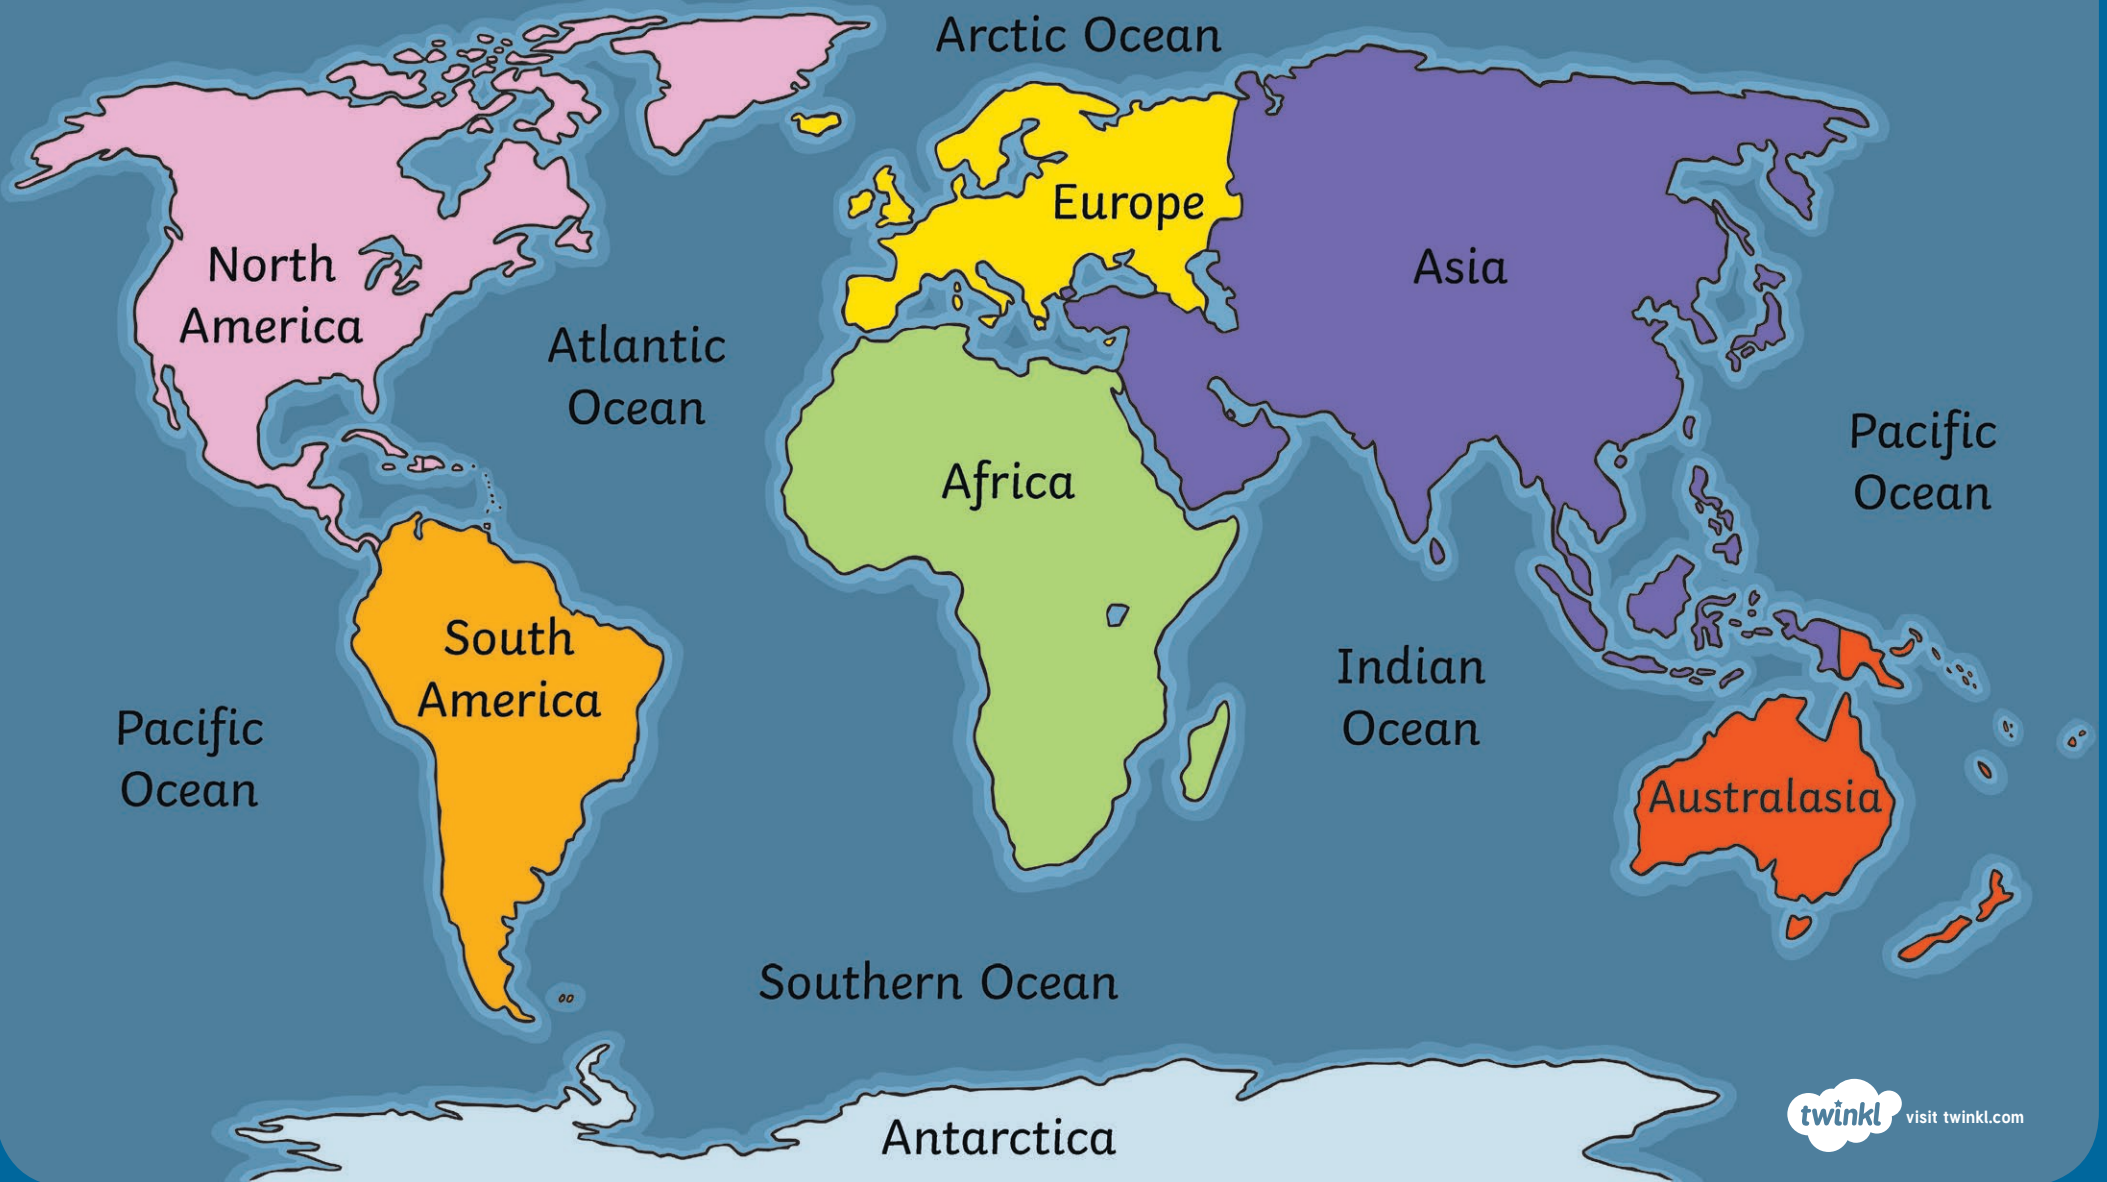 Arctic Ocean
Europe
North
America
Asia
Atlantic
Ocean
Pacific
Ocean
Africa
South
America
Indian
Ocean
Pacific
Ocean
Australasia
Southern Ocean
Antarctica
twinkl
visit twinkl.com